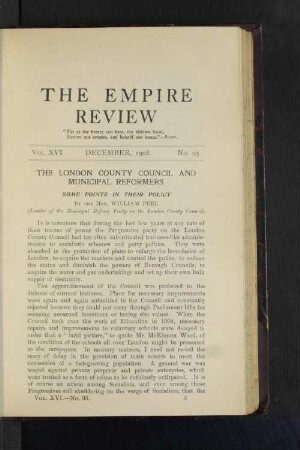 THE EMPIRE
REVIEW
"Far as the breeze can bear, the billows foam,
Survey our empire, and behold our home."—Byron.
Vol. XVI. DECEMBER, 1908. No. 95.
THE LONDON COUNTY COUNCIL AND
MUNICIPAL REFORMERS
SOME POINTS IN THEIR POLICY
By the Hon. WILLIAM PEEL
(Leader of the Municipal Reform Party on the London County Council)
It is notorious that during the last few years of the
their tenure of power the Progressive party on the London
County Council had too often subordinated business-like administration
to socialistic schemes and party politics. They were
absorbed in the promotion of plans to enlarge the boundaries of
London, to acquire the markets and control the police, to reduce
the status and diminish the powers of Borough Councils, to
acquire the water and gas undertakings and set up their own bulk
supply of electricity.
The aggrandisement of the Council was preferred to the
claims of current business. Plans for necessary improvements
were again and again submitted to the Council and constantly
rejected because they could not carry through Parliament bills for
securing unearned increment or taxing site values. When the
Council took over the work of Education in 1904, necessary
repairs and improvements to voluntary schools were delayed in
order that a "lurid picture," to quote Mr. McKinnon Wood, of
the condition of the schools all over London might be presented
to the ratepayers. In sanitary matters, I need not re-tell the
story of delay in the provision of main sewers to meet the
necessities of a fast-growing population. A general war was
waged against private property and private enterprise, which
were treated as a form of crime to be ruthlessly extirpated. It is
of course an axiom among Socialists, and even among those
Progressives still shuddering on the verge of Socialism, that the
Vol. XVI.—No. 95.